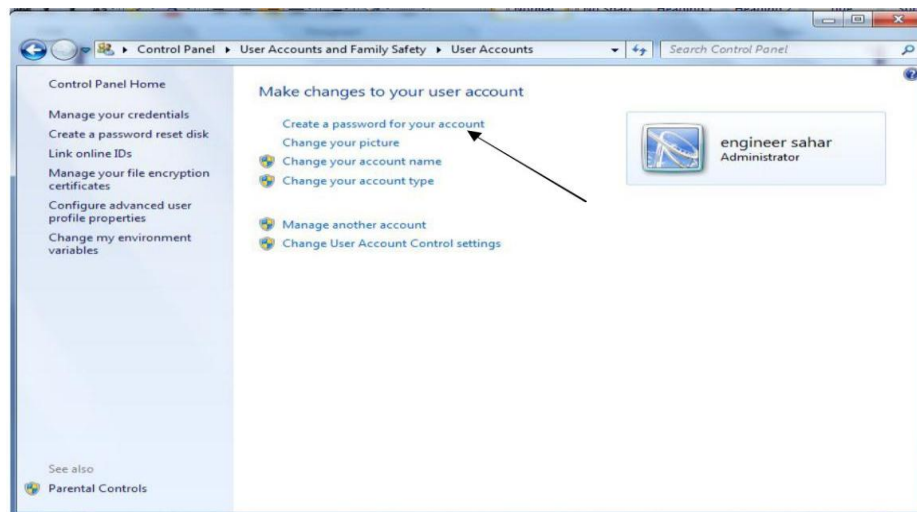 Control Panel ▸ User Accounts and Family Safety ▸ User Accounts
Search Control Panel
Control Panel Home
Manage your credentials
Create a password reset disk
Link online IDs
Manage your file encryption
certificates
Configure advanced user
profile properties
Change my environment
variables
See also
Parental Controls
Make changes to your user account
Create a password for your account
Change your picture
Change your account name
Change your account type
Manage another account
Change User Account Control settings
engineer sahar
Administrator